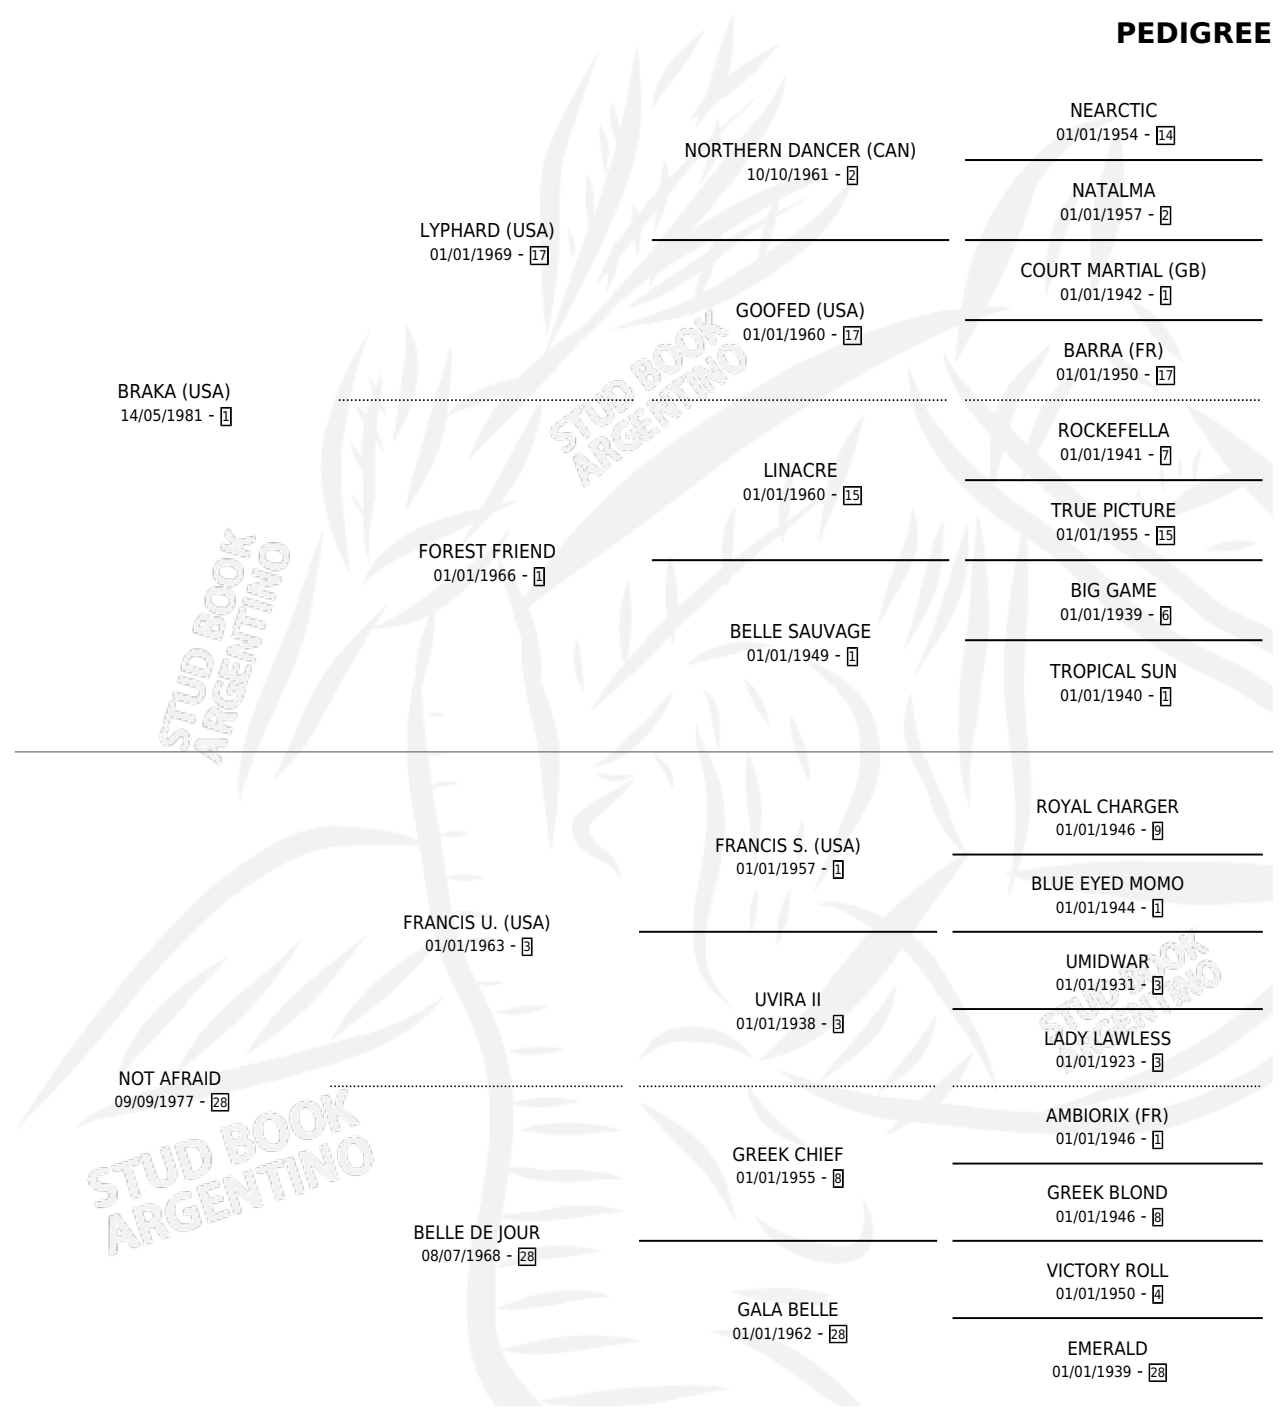 PEDIGREE
NEARCTIC
01/01/1954 - 14
NORTHERN DANCER (CAN)
10/10/1961 - 2
NATALMA
01/01/1957 - 2
LYPHARD (USA)
01/01/1969 - 17
COURT MARTIAL (GB)
01/01/1942 - 1
GOOFED (USA)
01/01/1960 - 17
BARRA (FR)
01/01/1950 - 17
BRAKA (USA)
14/05/1981 - 1
ROCKEFELLA
01/01/1941 - 7
LINACRE
01/01/1960 - 15
TRUE PICTURE
01/01/1955 - 15
FOREST FRIEND
01/01/1966 - 1
BIG GAME
01/01/1939 - 6
BELLE SAUVAGE
01/01/1949 - 1
TROPICAL SUN
01/01/1940 - 1
STUD BOOK
ARGENTINO
STUD BOOK
ARGENTINO
ROYAL CHARGER
01/01/1946 - 9
FRANCIS S. (USA)
01/01/1957 - 1
BLUE EYED MOMO
01/01/1944 - 1
FRANCIS U. (USA)
01/01/1963 - 3
UMIDWAR
01/01/1931 - 3
UVIRA II
01/01/1938 - 3
LADY LAWLESS
01/01/1923 - 3
NOT AFRAID
09/09/1977 - 28
AMBIORIX (FR)
01/01/1946 - 1
GREEK CHIEF
01/01/1955 - 8
GREEK BLOND
01/01/1946 - 8
BELLE DE JOUR
08/07/1968 - 28
VICTORY ROLL
01/01/1950 - 4
GALA BELLE
01/01/1962 - 28
EMERALD
01/01/1939 - 28
STUD BOOK
ARGENTINO
STUD BOOK
ARGENTINO